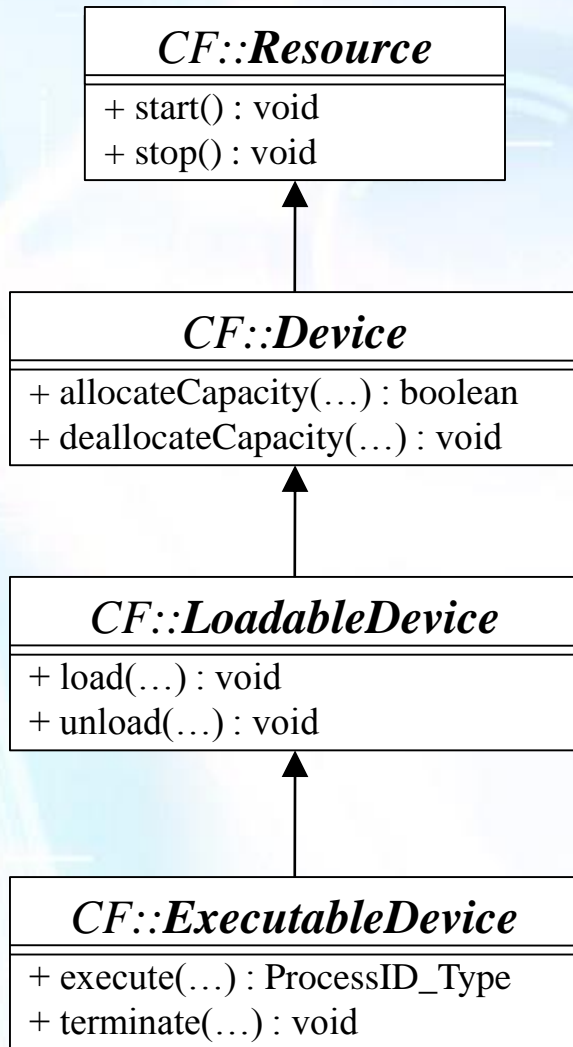 CF::Resource
+ start() : void
+ stop() : void
CF::Device
+ allocateCapacity(…) : boolean
+ deallocateCapacity(…) : void
CF::LoadableDevice
+ load(…) : void
+ unload(…) : void
CF::ExecutableDevice
+ execute(…) : ProcessID_Type
+ terminate(…) : void